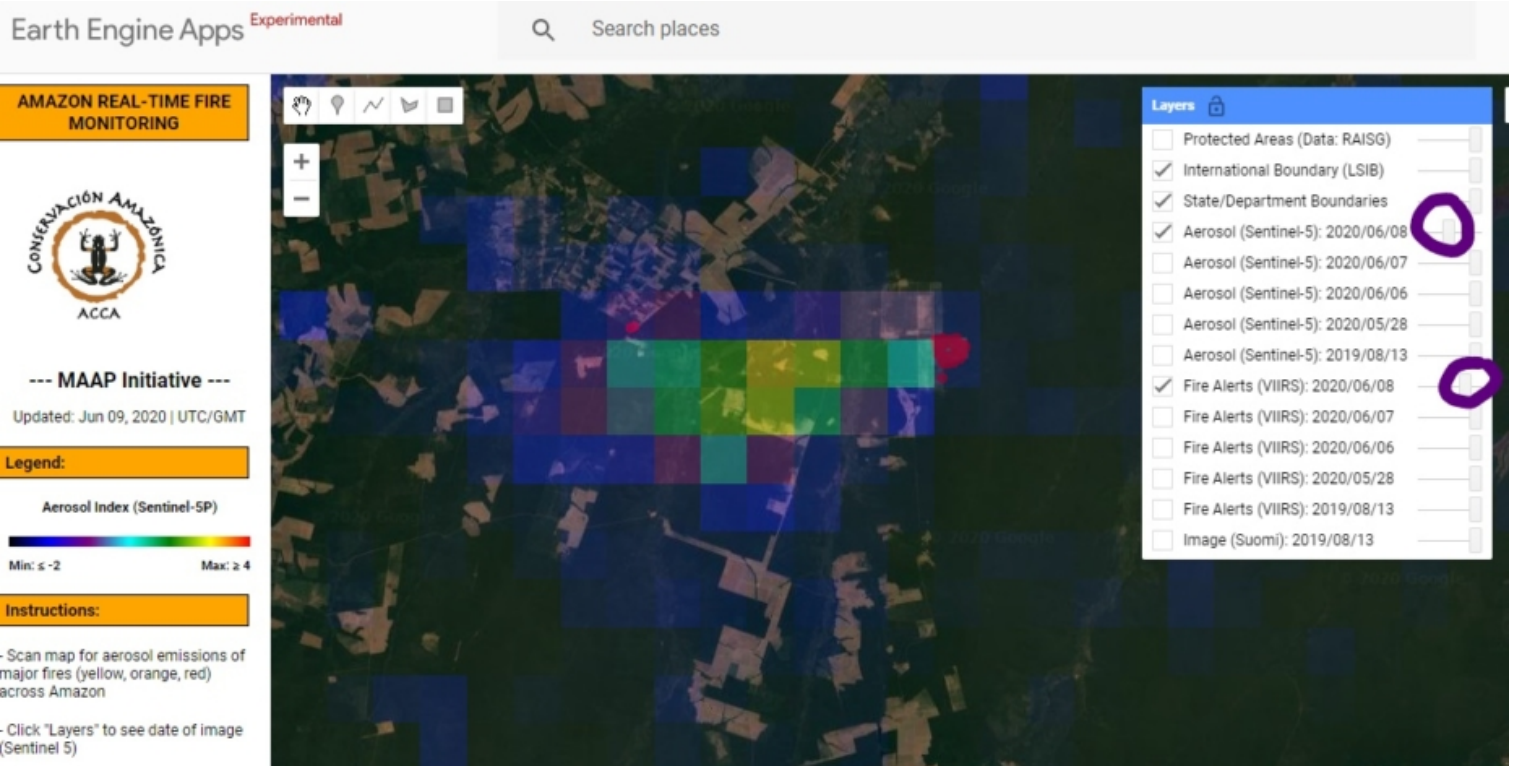 Earth Engine Apps Experimental
Search places
AMAZON REAL-TIME FIRE
MONITORING
CONSERVACIÓN AMAZÓNICA
ACCA
--- MAAP Initiative ---
Updated: Jun 09, 2020 | UTC/GMT
Legend:
Aerosol Index (Sentinel-5P)
Min: ≤ -2 Max: ≥ 4
Instructions:
- Scan map for aerosol emissions of
major fires (yellow, orange, red)
across Amazon
- Click "Layers" to see date of image
(Sentinel 5)
Layers
Protected Areas (Data: RAISG)
International Boundary (LSIB)
State/Department Boundaries
Aerosol (Sentinel-5): 2020/06/08
Aerosol (Sentinel-5): 2020/06/07
Aerosol (Sentinel-5): 2020/06/06
Aerosol (Sentinel-5): 2020/05/28
Aerosol (Sentinel-5): 2019/08/13
Fire Alerts (VIIRS): 2020/06/08
Fire Alerts (VIIRS): 2020/06/07
Fire Alerts (VIIRS): 2020/06/06
Fire Alerts (VIIRS): 2020/05/28
Fire Alerts (VIIRS): 2019/08/13
Image (Suomi): 2019/08/13
© 2020 Google
© 2020 Google
© 2020 Google